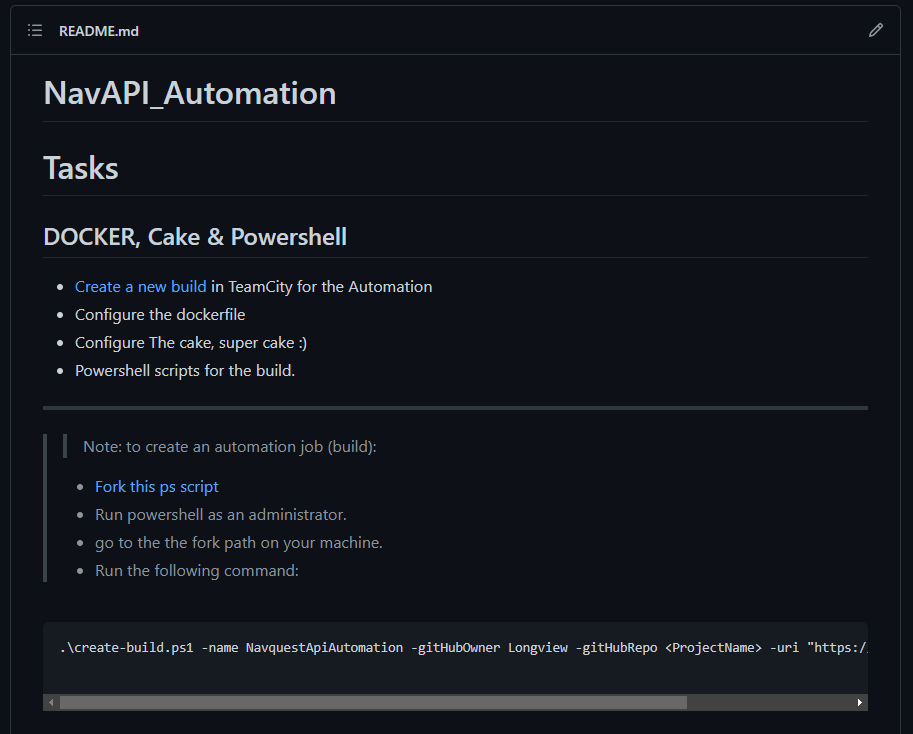 README.md
NavAPI_Automation
Tasks
DOCKER, Cake & Powershell
Create a new build in TeamCity for the Automation
Configure the dockerfile
Configure The cake, super cake :)
Powershell scripts for the build.
Note: to create an automation job (build):
Fork this ps script
Run powershell as an administrator.
go to the the fork path on your machine.
Run the following command:
.\create-build.ps1 -name NavquestApiAutomation -gitHubOwner Longview -gitHubRepo <ProjectName> -uri "https:/